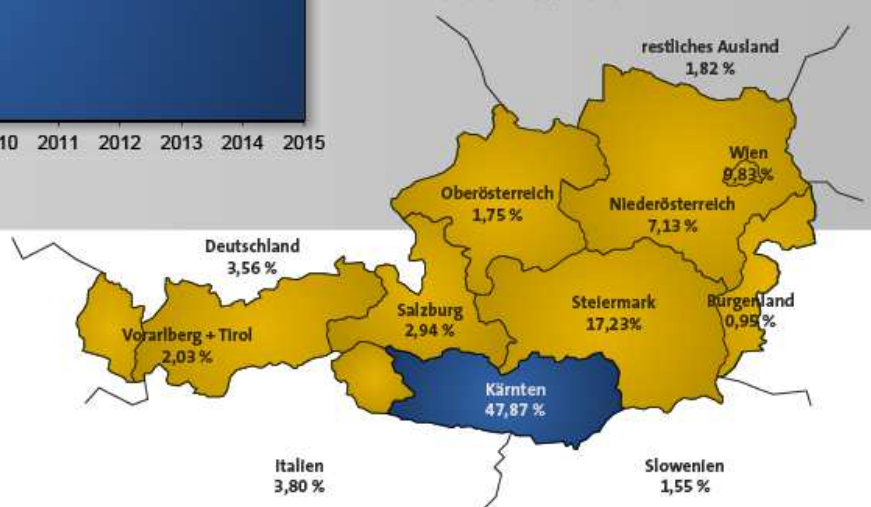 restliches Ausland
1,82 %
10 2011 2012 2013 2014 2015
Wien
9,83%
Oberösterreich
1,75 %
Niederösterreich
7,13 %
Deutschland
3,56 %
Salzburg
2,94 %
Steiermark
17,23%
Burgenland
0,95 %
Vorarlberg + Tirol
2,03 %
Kärnten
47,87 %
Italien
3,80 %
Slowenien
1,55 %